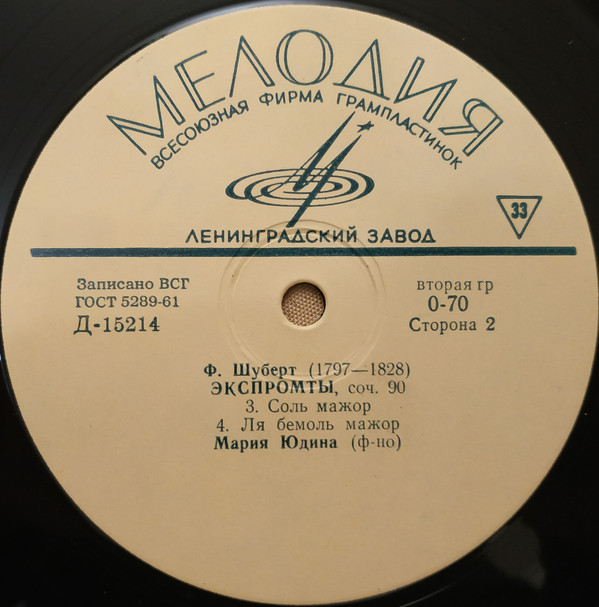 МЕЛОДИЯ
ВСЕСОЮЗНАЯ ФИРМА ГРАМПЛАСТИНОК
33
ЛЕНИНГРАДСКИЙ ЗАВОД
Записано ВСГ
ГОСТ 5289-61
Д-15214
вторая гр
0-70
Сторона 2
Ф. Шуберт (1797—1828)
ЭКСПРОМТЫ, соч. 90
3. Соль мажор
4. Ля бемоль мажор
Мария Юдина (ф-но)